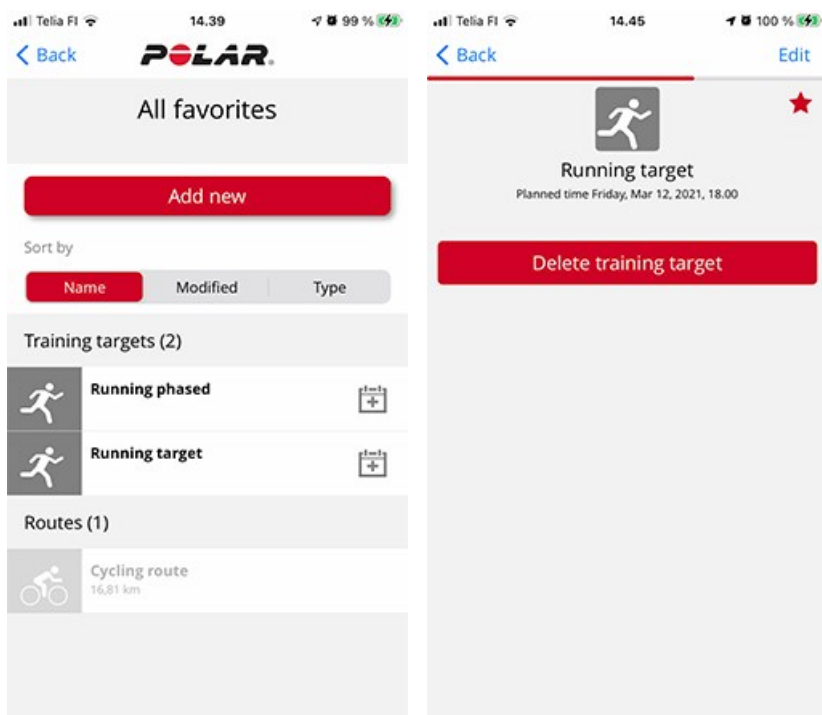 Telia FI 14.39 99 %
Back POLAR.
All favorites
Add new
Sort by
Name Modified Type
Training targets (2)
Running phased
Running target
Routes (1)
Cycling route
16,81 km
Telia FI 14.45 100 %
Back Edit
Running target
Planned time Friday, Mar 12, 2021, 18.00
Delete training target